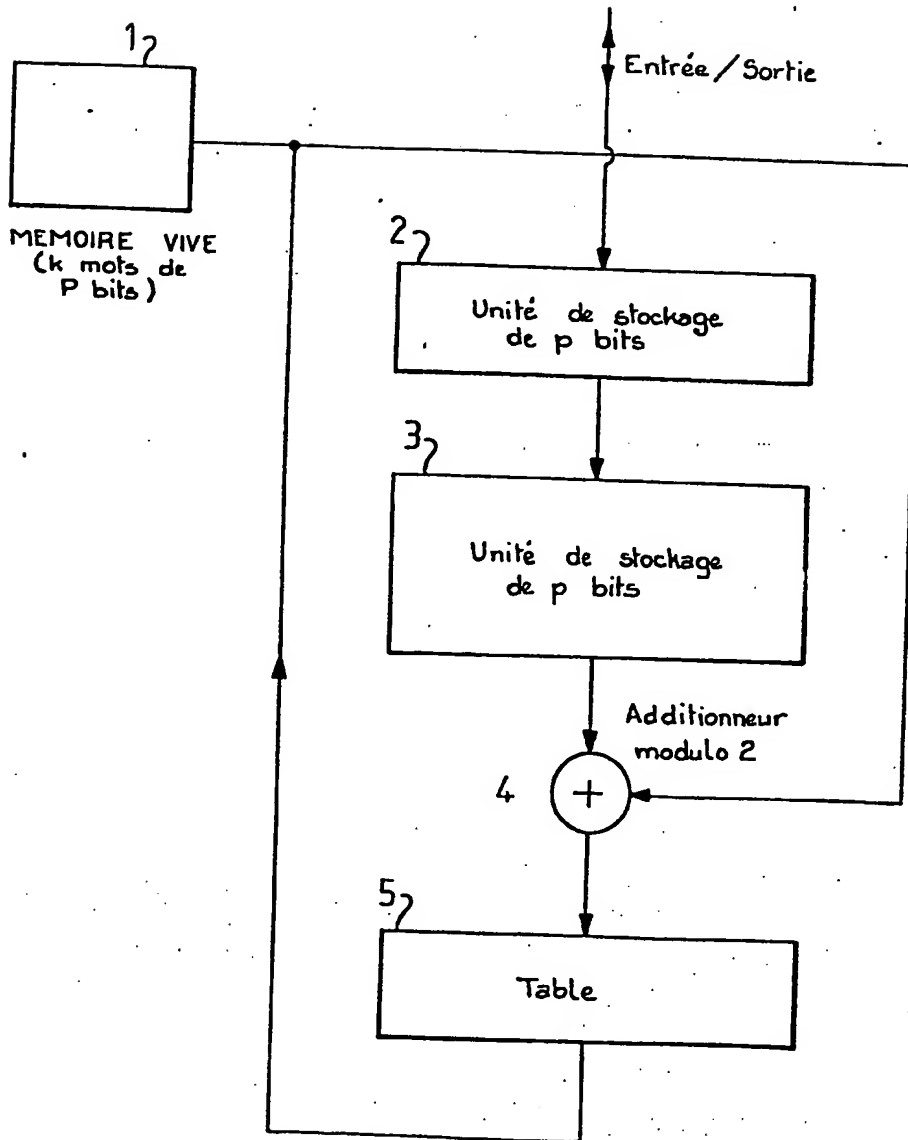 1
Entrée/Sortie
MEMOIRE VIVE
(k mots de
P bits)
2
Unité de stockage
de p bits
3
Unité de stockage
de p bits
Additionneur
modulo 2
4
+
5
Table